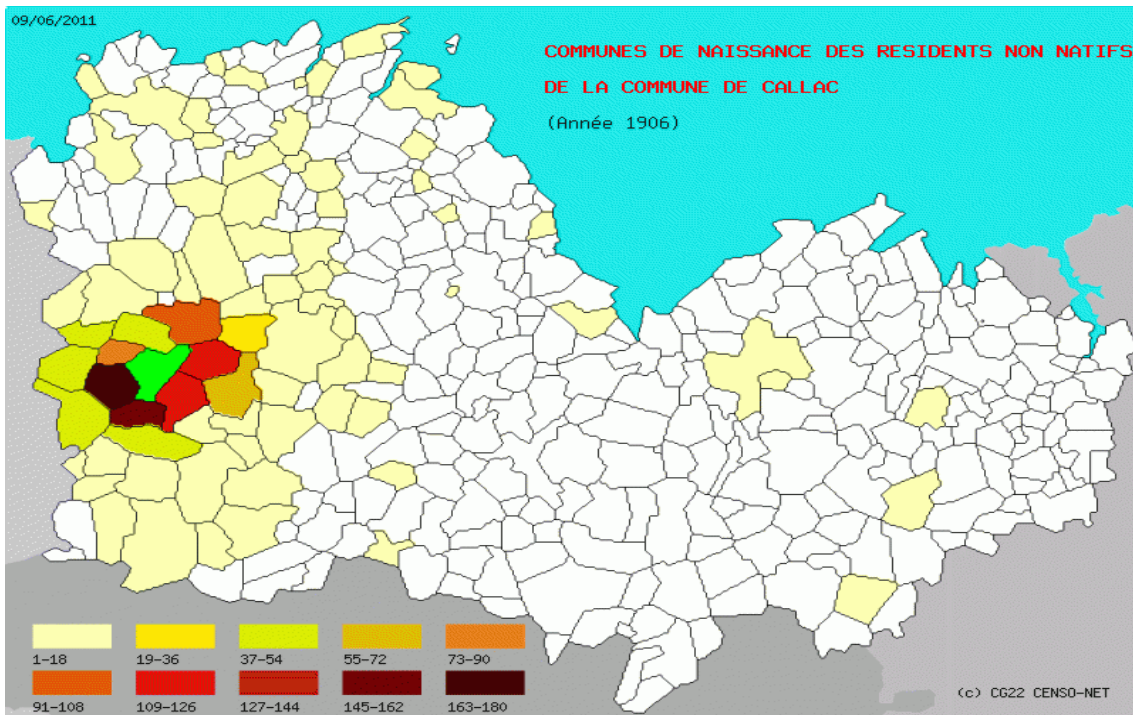 09/06/2011
COMMUNES DE NAISSANCE DES RESIDENTS NON NATIFS
DE LA COMMUNE DE CALLAC
(Année 1906)
1-18 19-36 37-54 55-72 73-90
91-108 109-126 127-144 145-162 163-180
(c) CG22 CENSO-NET